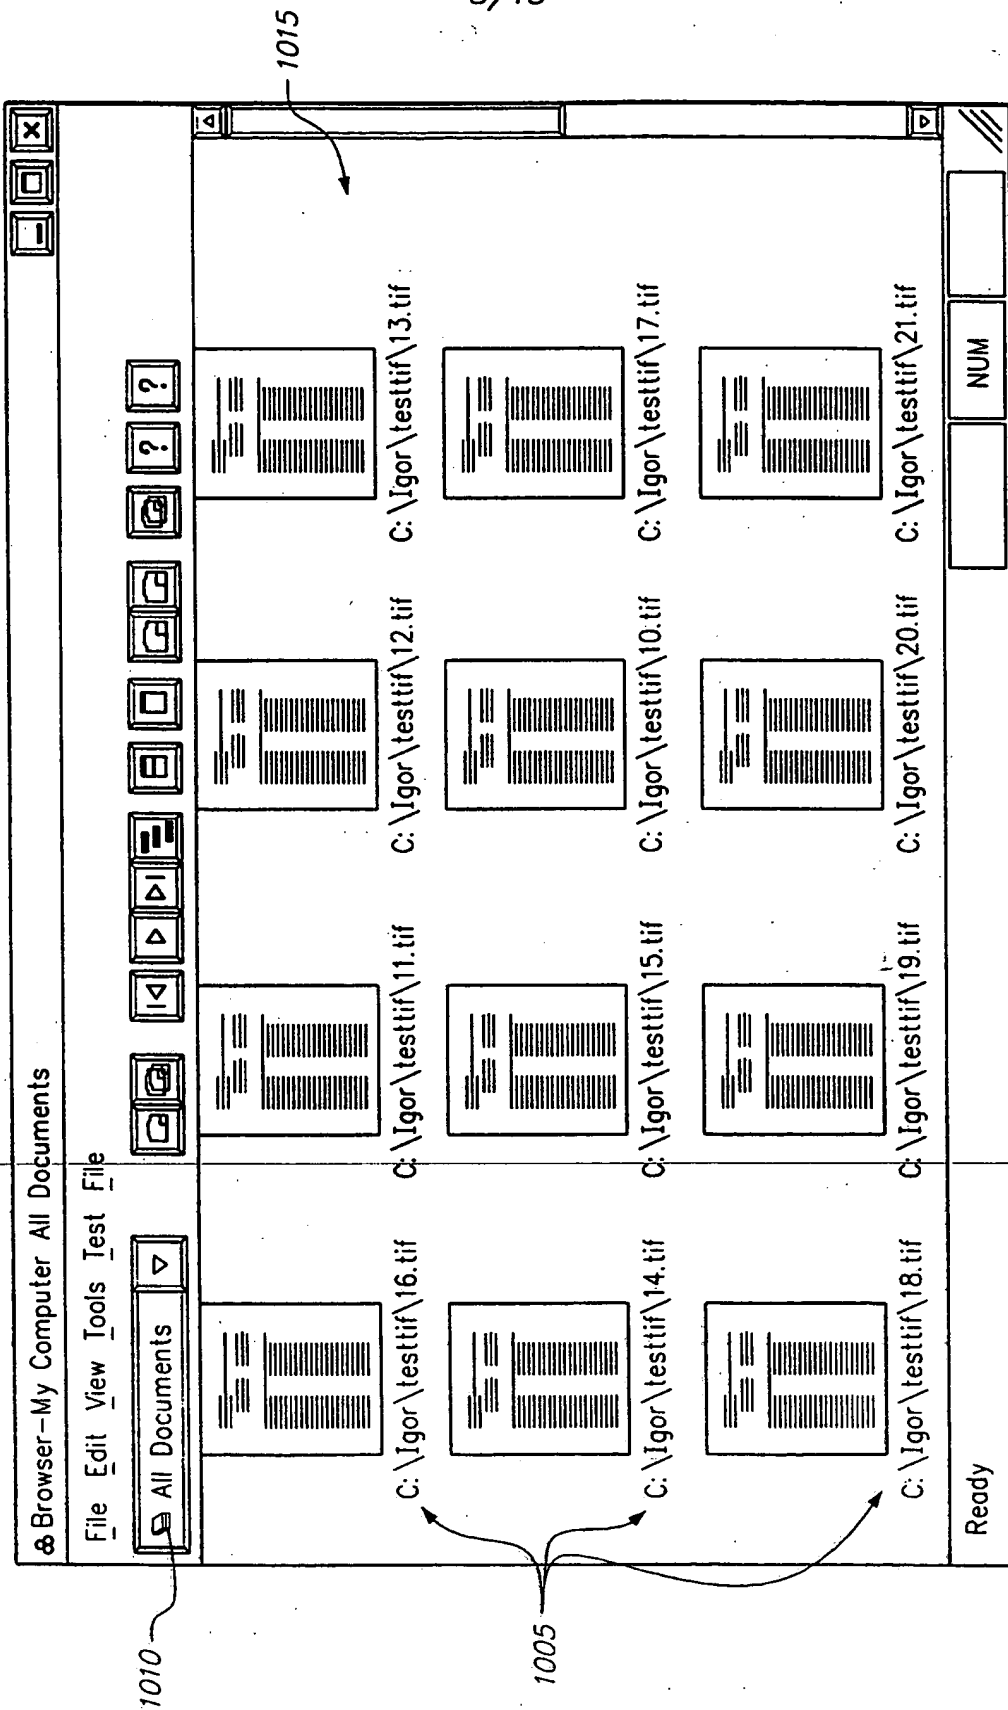 1015
& Browser–My Computer All Documents
File Edit View Tools Test File
All Documents
? ?
1010
C:\Igor\testtif\16.tif C:\Igor\testtif\11.tif C:\Igor\testtif\12.tif C:\Igor\testtif\13.tif
C:\Igor\testtif\14.tif C:\Igor\testtif\15.tif C:\Igor\testtif\10.tif C:\Igor\testtif\17.tif
1005
C:\Igor\testtif\18.tif C:\Igor\testtif\19.tif C:\Igor\testtif\20.tif C:\Igor\testtif\21.tif
Ready NUM